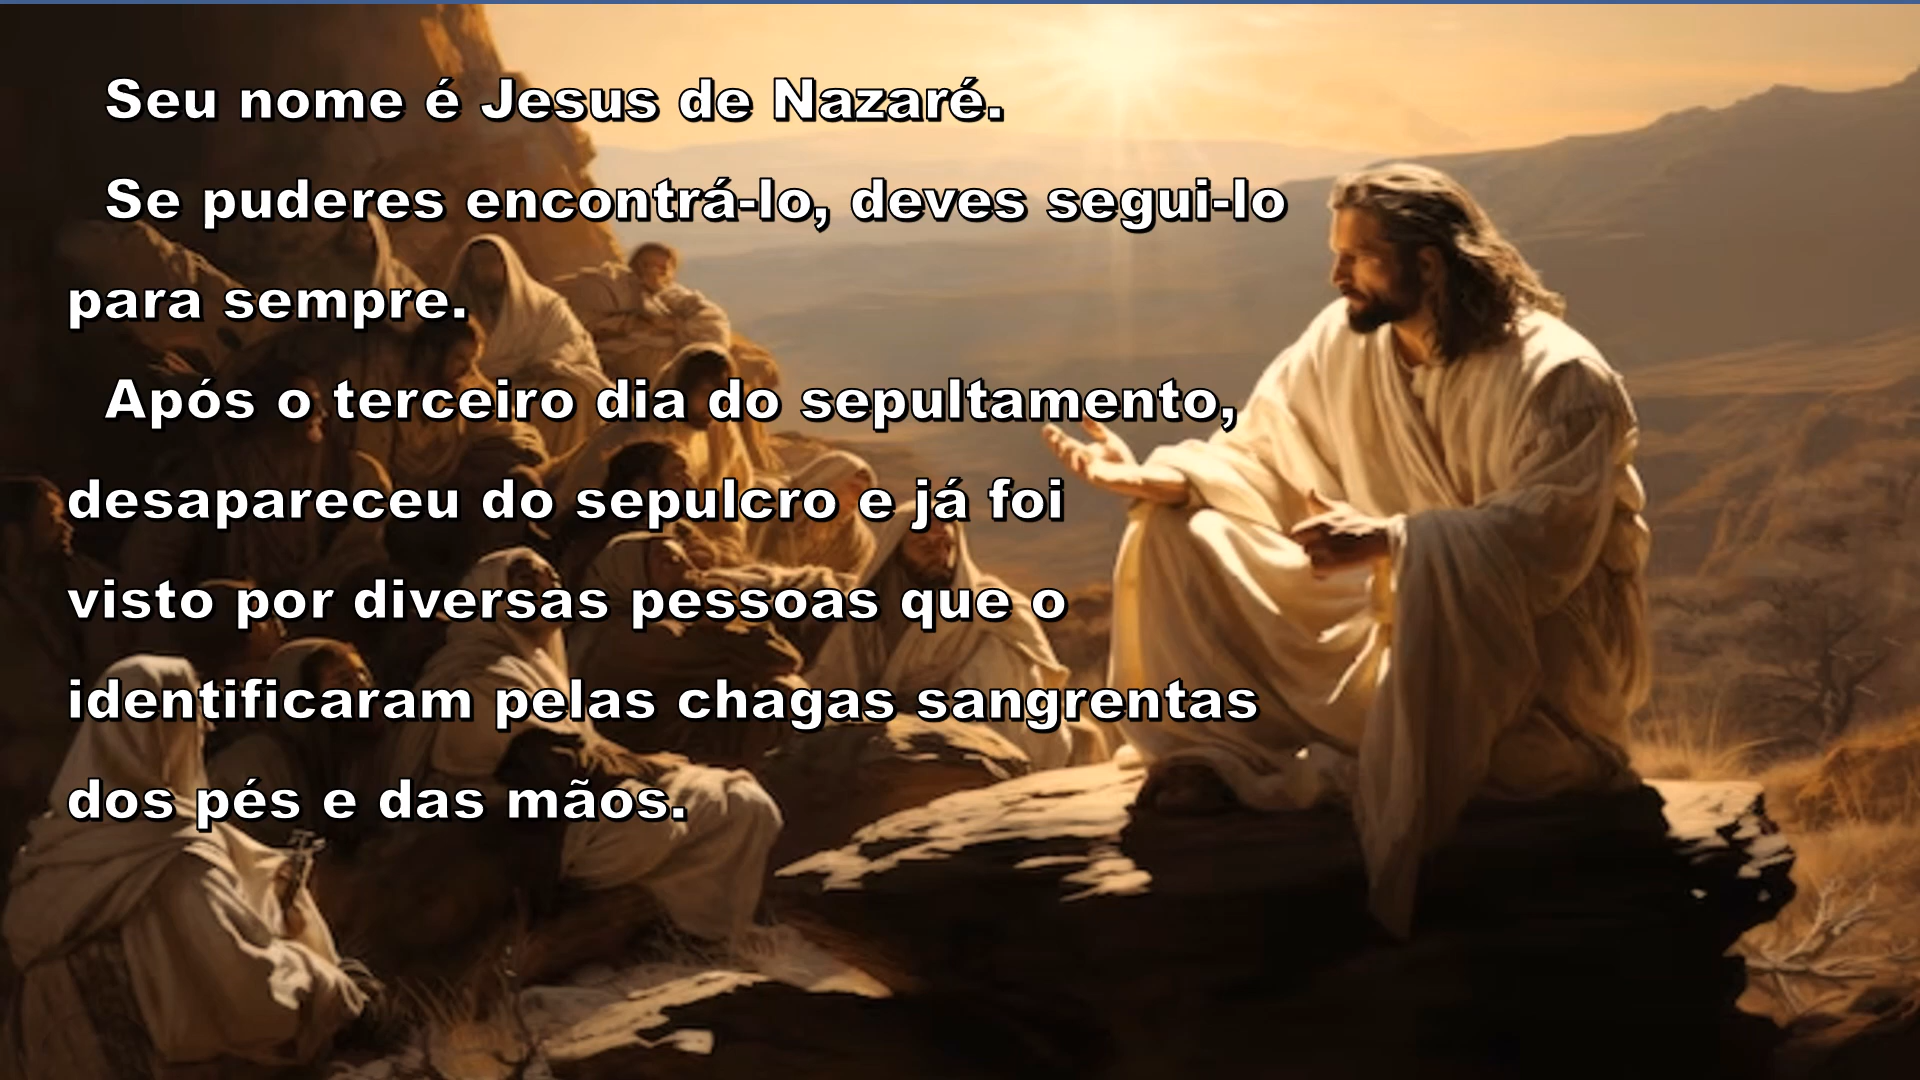 Seu nome é Jesus de Nazaré.
Se puderes encontrá-lo, deves segui-lo
para sempre.
Após o terceiro dia do sepultamento,
desapareceu do sepulcro e já foi
visto por diversas pessoas que o
identificaram pelas chagas sangrentas
dos pés e das mãos.